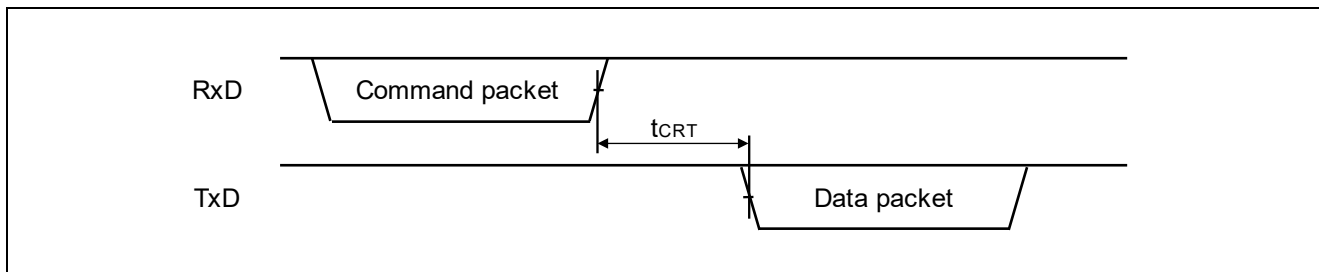 RxD
Command packet
tCRT
TxD
Data packet